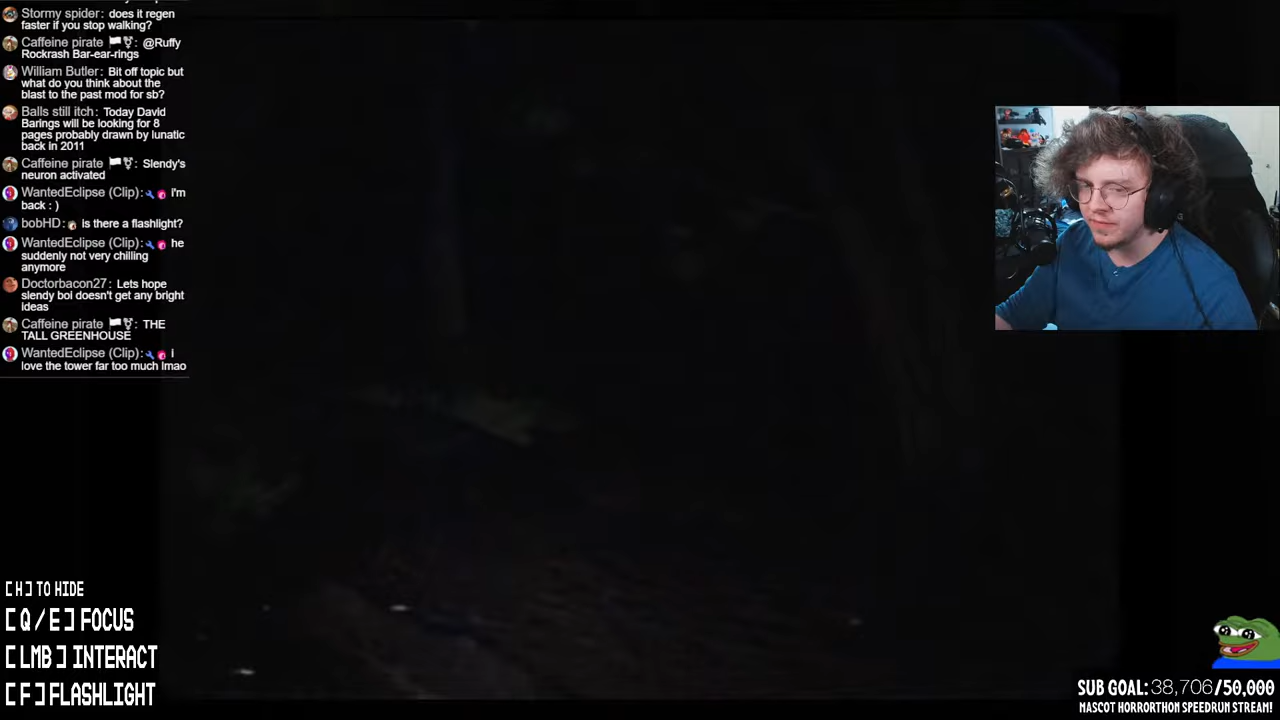 Stormy spider: does it regen
faster if you stop walking?
Caffeine pirate 🏳️⚧: @Ruffy
Rockrash Bar-ear-rings
William Butler: Bit off topic but
what do you think about the
blast to the past mod for sb?
Balls still itch: Today David
Barings will be looking for 8
pages probably drawn by lunatic
back in 2011
Caffeine pirate 🏳️⚧: Slendy's
neuron activated
WantedEclipse (Clip): i'm
back : )
bobHD: is there a flashlight?
WantedEclipse (Clip): he
suddenly not very chilling
anymore
Doctorbacon27: Lets hope
slendy boi doesn't get any bright
ideas
Caffeine pirate 🏳️⚧: THE
TALL GREENHOUSE
WantedEclipse (Clip): i
love the tower far too much lmao
[H] TO HIDE
[Q/E] FOCUS
[LMB] INTERACT
[F] FLASHLIGHT
SUB GOAL: 38,706/50,000
MASCOT HORRORTHON SPEEDRUN STREAM!